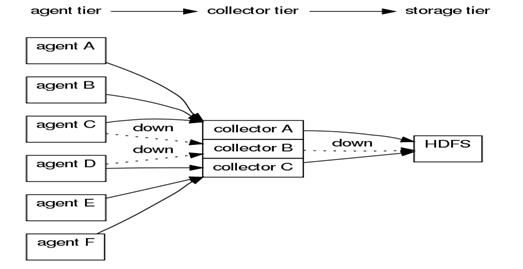 agent tier collector tier storage tier
agent A
agent B
agent C
agent D
agent E
agent F
down
down
collector A
collector B
collector C
down
HDFS